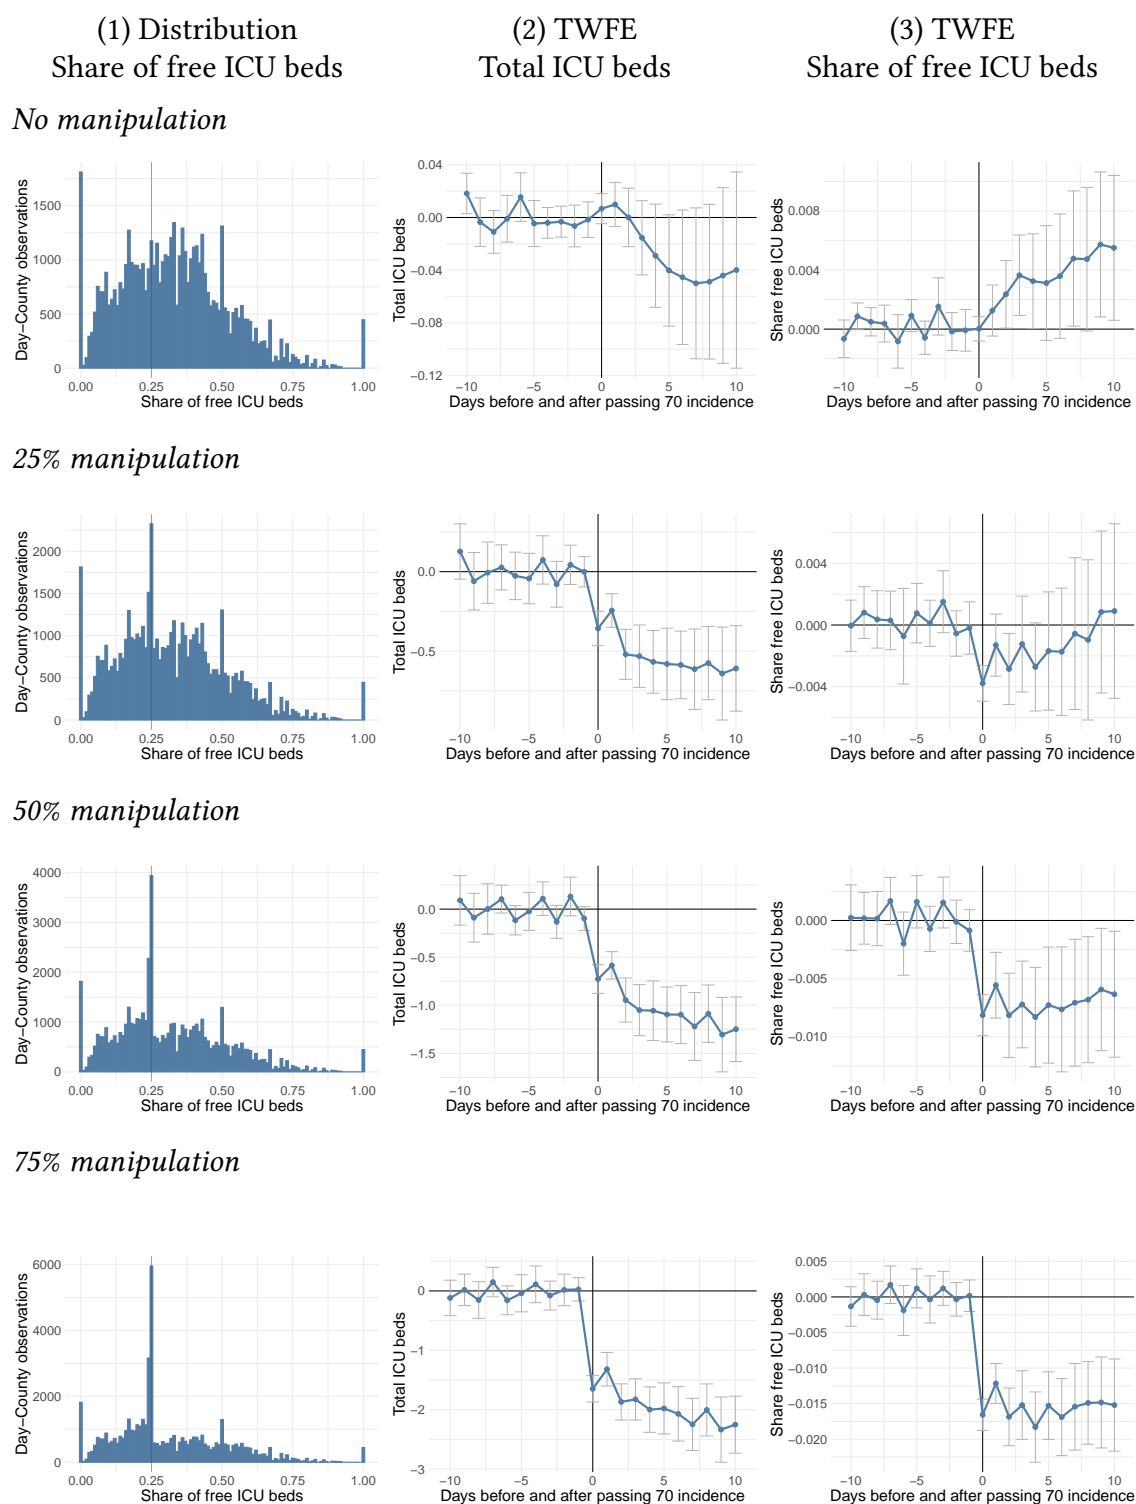 (1) Distribution
Share of free ICU beds
(2) TWFE
Total ICU beds
(3) TWFE
Share of free ICU beds
No manipulation
Day−County observations
1500
1000
500
0
0.00 0.25 0.50 0.75 1.00
Share of free ICU beds
Total ICU beds
0.04
0.00
−0.04
−0.08
−0.12
−10 −5 0 5 10
Days before and after passing 70 incidence
Share free ICU beds
0.008
0.004
0.000
−10 −5 0 5 10
Days before and after passing 70 incidence
25% manipulation
Day−County observations
2000
1500
1000
500
0
0.00 0.25 0.50 0.75 1.00
Share of free ICU beds
Total ICU beds
0.0
−0.5
−10 −5 0 5 10
Days before and after passing 70 incidence
Share free ICU beds
0.004
0.000
−0.004
−10 −5 0 5 10
Days before and after passing 70 incidence
50% manipulation
Day−County observations
4000
3000
2000
1000
0
0.00 0.25 0.50 0.75 1.00
Share of free ICU beds
Total ICU beds
0.0
−0.5
−1.0
−1.5
−10 −5 0 5 10
Days before and after passing 70 incidence
Share free ICU beds
0.000
−0.005
−0.010
−10 −5 0 5 10
Days before and after passing 70 incidence
75% manipulation
Day−County observations
6000
4000
2000
0
0.00 0.25 0.50 0.75 1.00
Share of free ICU beds
Total ICU beds
0
−1
−2
−3
−10 −5 0 5 10
Days before and after passing 70 incidence
Share free ICU beds
0.005
0.000
−0.005
−0.010
−0.015
−0.020
−10 −5 0 5 10
Days before and after passing 70 incidence